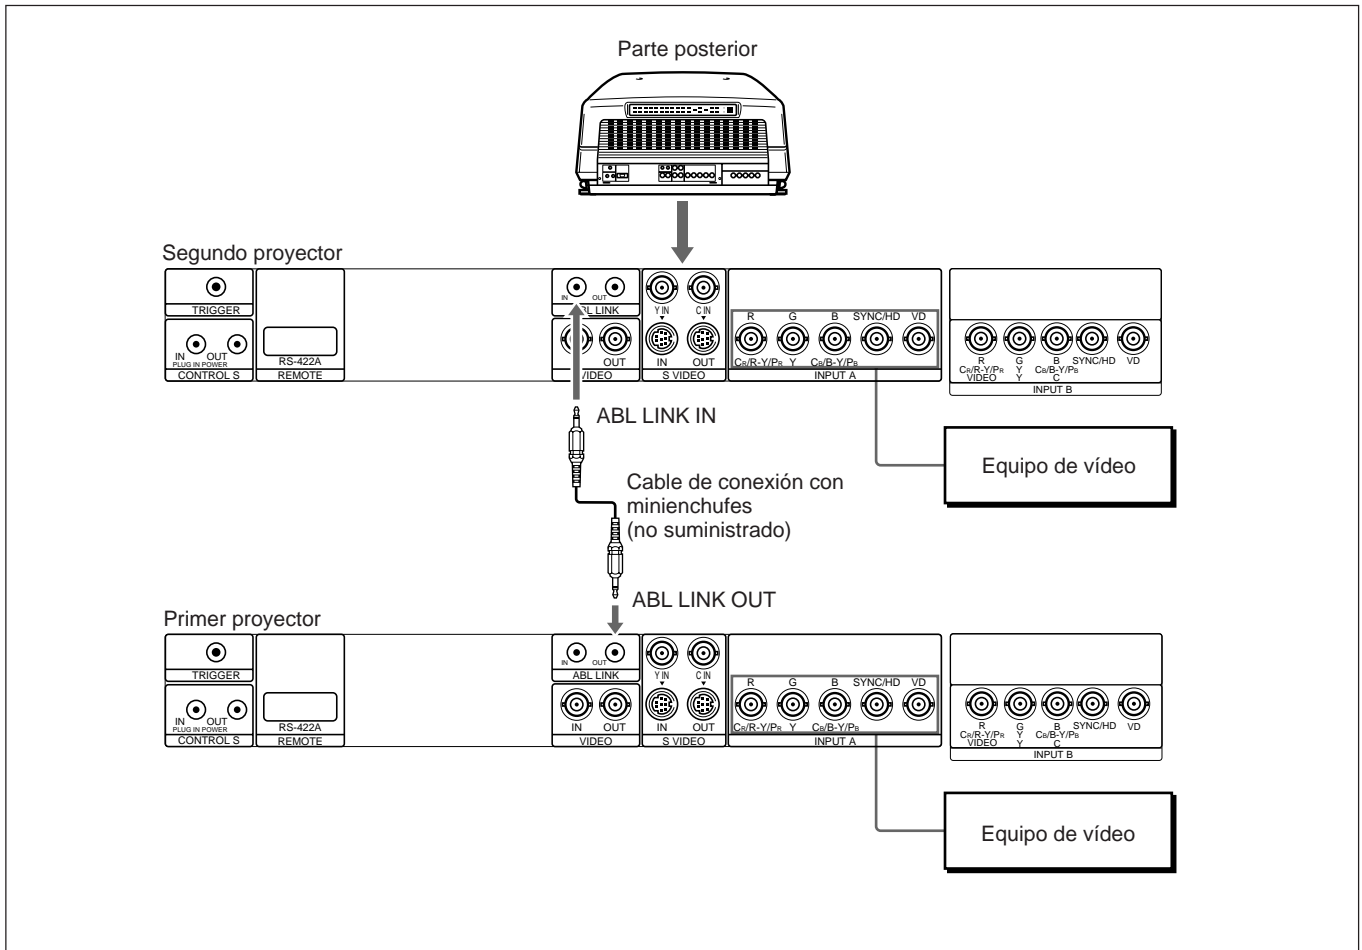 Parte posterior
Segundo proyector
TRIGGER
IN OUT
PLUG IN POWER
CONTROL S
RS-422A
REMOTE
IN OUT
ABL LINK
OUT
VIDEO
Y IN C IN
IN OUT
S VIDEO
R G B SYNC/HD VD
CR/R-Y/PR Y CB/B-Y/PB
INPUT A
R G B SYNC/HD VD
CR/R-Y/PR Y CB/B-Y/PB
VIDEO Y C
INPUT B
ABL LINK IN
Equipo de vídeo
Cable de conexión con
minienchufes
(no suministrado)
ABL LINK OUT
Primer proyector
TRIGGER
IN OUT
PLUG IN POWER
CONTROL S
RS-422A
REMOTE
IN OUT
ABL LINK
IN OUT
VIDEO
Y IN C IN
IN OUT
S VIDEO
R G B SYNC/HD VD
CR/R-Y/PR Y CB/B-Y/PB
INPUT A
R G B SYNC/HD VD
CR/R-Y/PR Y CB/B-Y/PB
VIDEO Y C
INPUT B
Equipo de vídeo